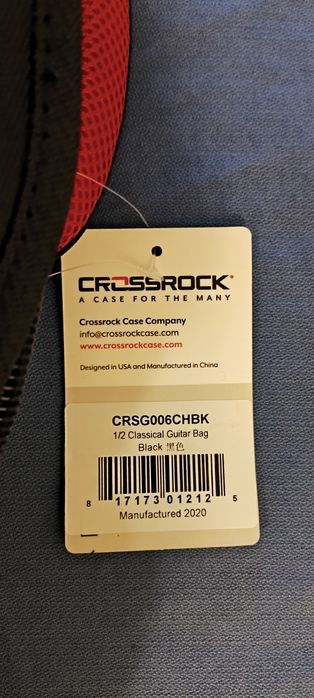 CROSSROCK®
A CASE FOR THE MANY
Crossrock Case Company
info@crossrockcase.com
www.crossrockcase.com
Designed in USA and Manufactured in China
CRSG006CHBK
1/2 Classical Guitar Bag
Black 黑色
8 17173 01212 5
Manufactured 2020